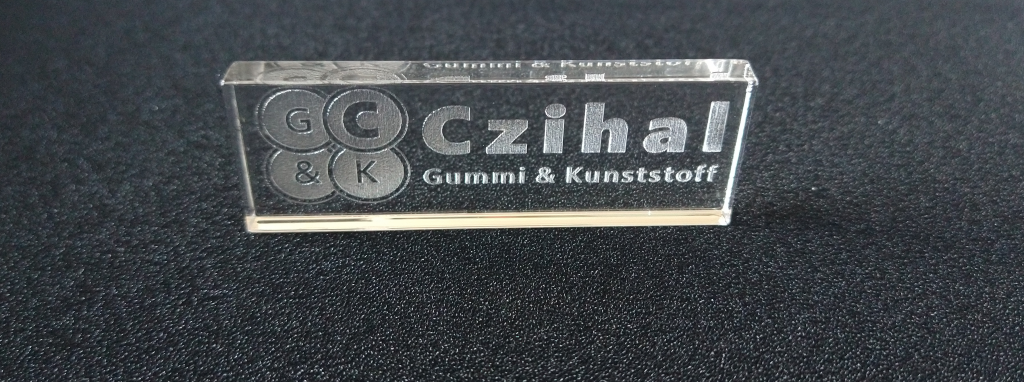 G C
& K
Czihal
Gummi & Kunststoff